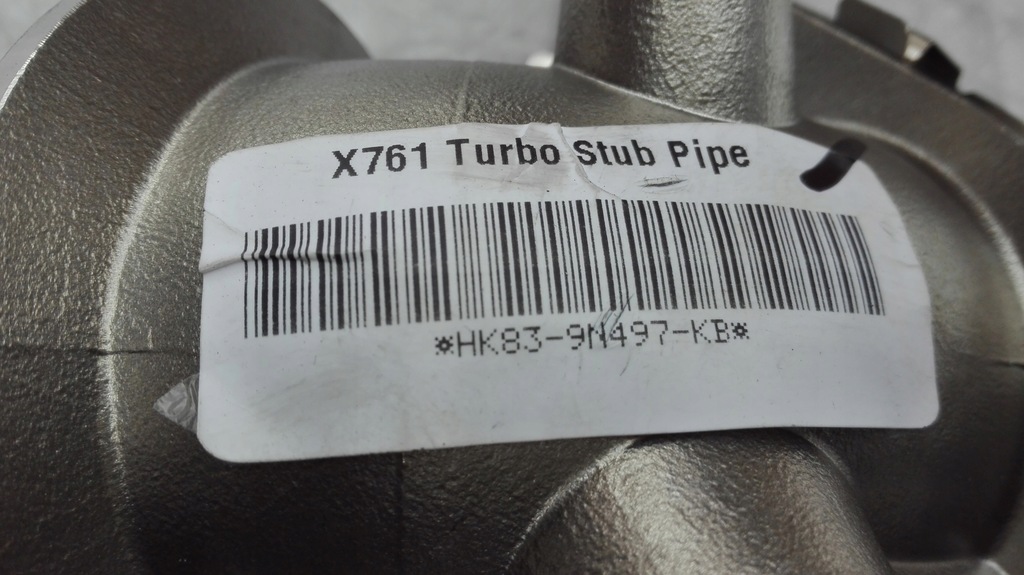 X761 Turbo Stub Pipe
*HK83-9N497-KB*